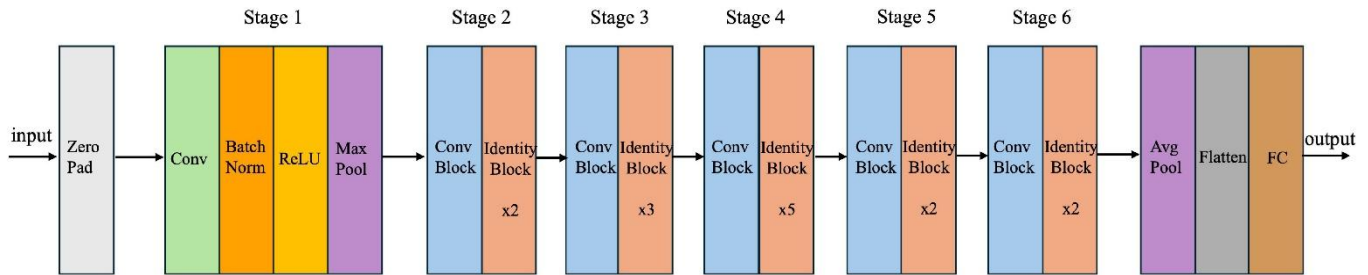 Stage 1
Stage 2
Stage 3
Stage 4
Stage 5
Stage 6
input
Zero
Pad
Conv
Batch
Norm
ReLU
Max
Pool
Conv
Block
Identity
Block
x2
Conv
Block
Identity
Block
x3
Conv
Block
Identity
Block
x5
Conv
Block
Identity
Block
x2
Conv
Block
Identity
Block
x2
Avg
Pool
Flatten
FC
output